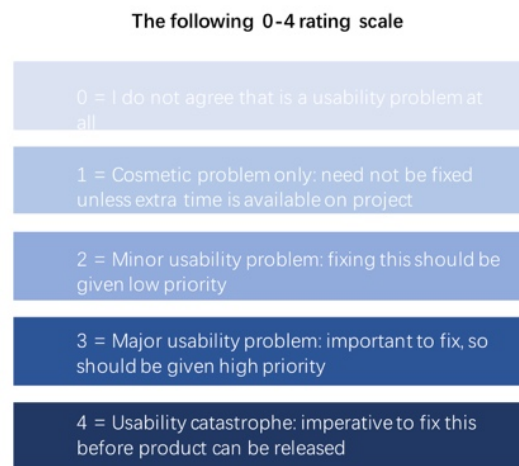 The following 0-4 rating scale
0 = I do not agree that is a usability problem at
all
1 = Cosmetic problem only: need not be fixed
unless extra time is available on project
2 = Minor usability problem: fixing this should be
given low priority
3 = Major usability problem: important to fix, so
should be given high priority
4 = Usability catastrophe: imperative to fix this
before product can be released